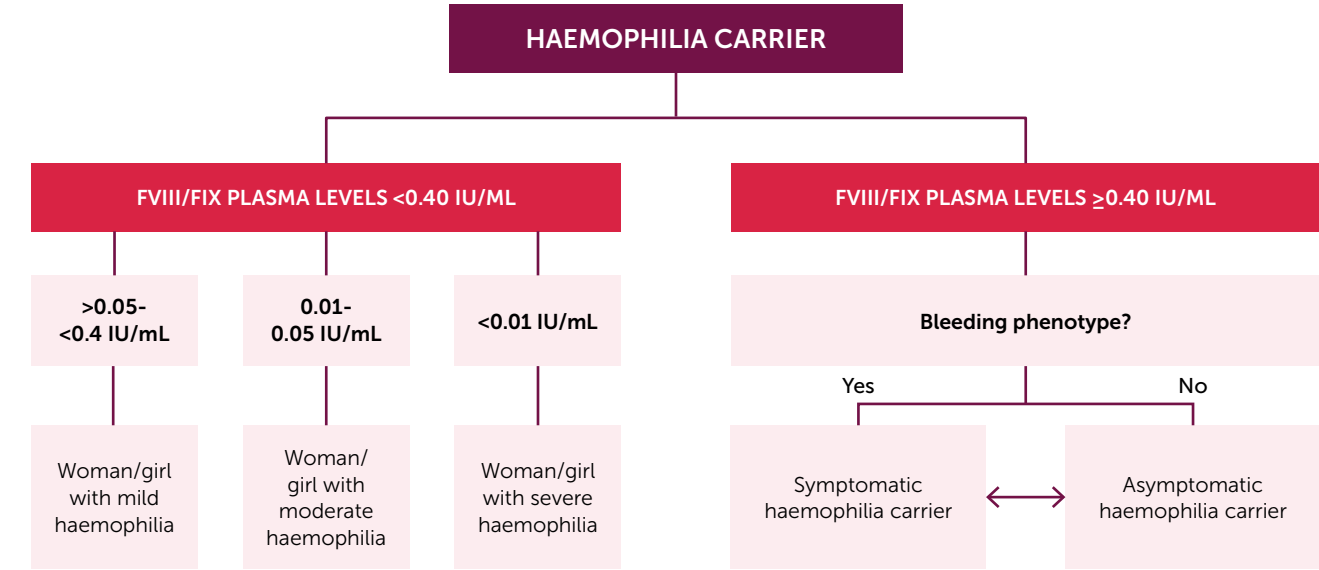 HAEMOPHILIA CARRIER
FVIII/FIX PLASMA LEVELS <0.40 IU/ML
FVIII/FIX PLASMA LEVELS ≥0.40 IU/ML
>0.05-
<0.4 IU/mL
0.01-
0.05 IU/mL
<0.01 IU/mL
Bleeding phenotype?
Yes
No
Woman/girl
with mild
haemophilia
Woman/
girl with
moderate
haemophilia
Woman/girl
with severe
haemophilia
Symptomatic
haemophilia carrier
Asymptomatic
haemophilia carrier